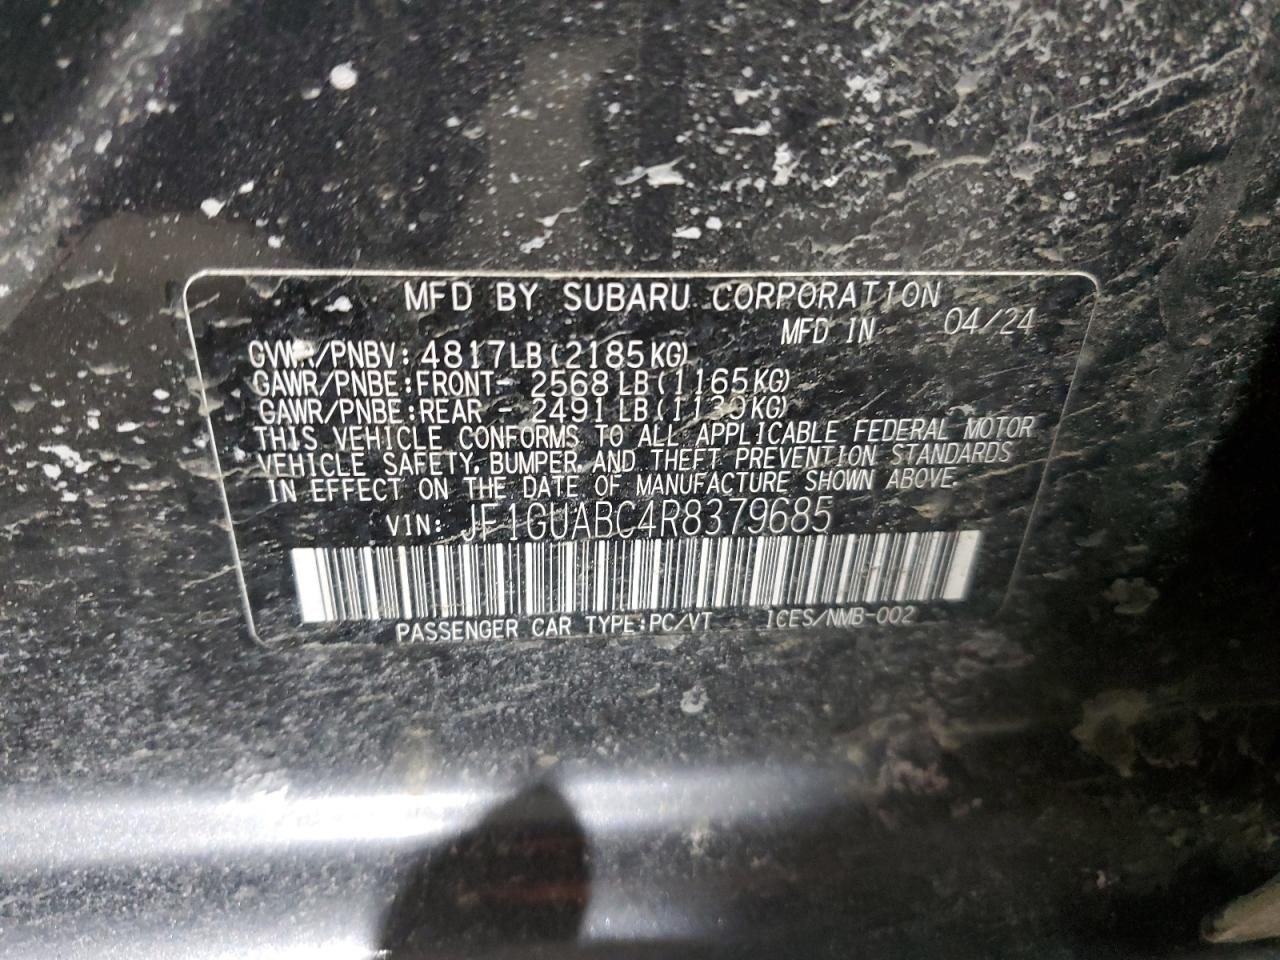 MFD BY SUBARU CORPORATION
MFD IN 04/24
GVWR/PNBV: 4817LB(2185KG)
GAWR/PNBE:FRONT- 2568LB(1165KG)
GAWR/PNBE:REAR - 2491LB(1130KG)
THIS VEHICLE CONFORMS TO ALL APPLICABLE FEDERAL MOTOR
VEHICLE SAFETY, BUMPER, AND THEFT PREVENTION STANDARDS
IN EFFECT ON THE DATE OF MANUFACTURE SHOWN ABOVE.
VIN: JF1GUABC4R8379685
PASSENGER CAR TYPE:PC/VT ICES/NMB-002